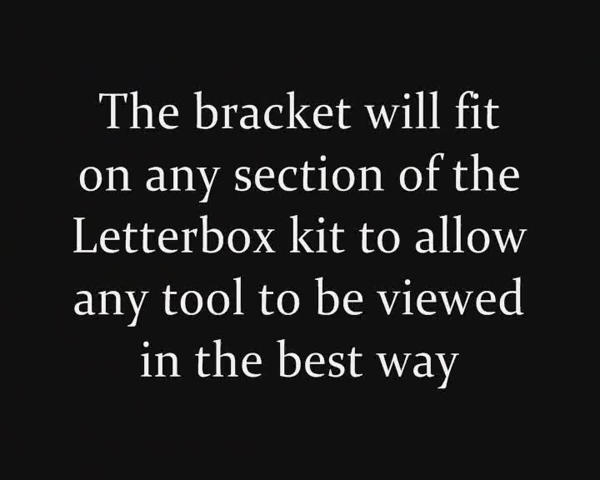 The bracket will fit
on any section of the
Letterbox kit to allow
any tool to be viewed
in the best way